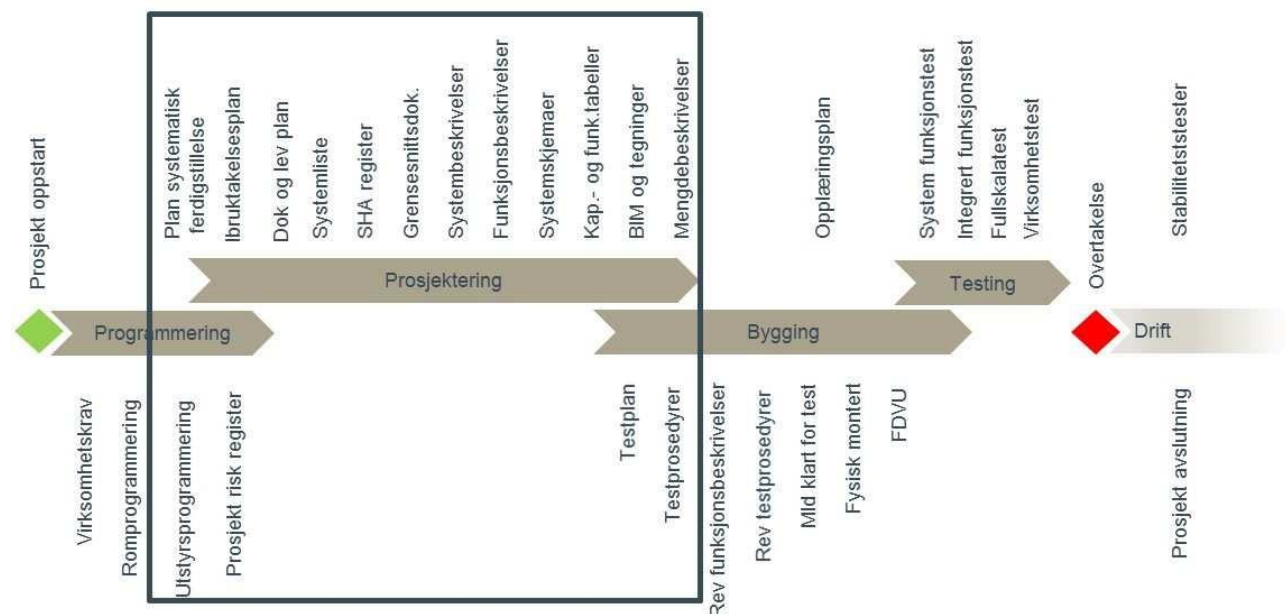 Prosjekt oppstart
Plan systematisk
ferdigstillelse
Ibruktakelsesplan
Dok og lev plan
Systemliste
SHA register
Grensesnittsdok.
Systembeskrivelser
Funksjonsbeskrivelser
Systemskjemaer
Kap.- og funk.tabeller
BIM og tegninger
Mengdebeskrivelser
Opplæringsplan
System funksjonstest
Integrert funksjonstest
Fullskalatest
Virksomhetstest
Overtakelse
Stabilitetststester
Prosjektering
Testing
Programmering
Bygging
Drift
Virksomhetskrav
Romprogrammering
Utstyrsprogrammering
Prosjekt risk register
Testplan
Testprosedyrer
Rev funksjonsbeskrivelser
Rev testprosedyrer
Mld klart for test
Fysisk montert
FDVU
Prosjekt avslutning